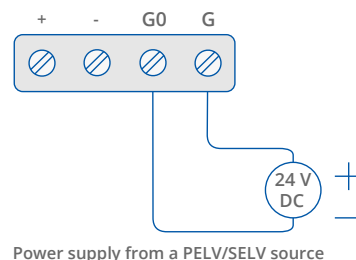 + - G0 G
24 V
DC
Power supply from a PELV/SELV source